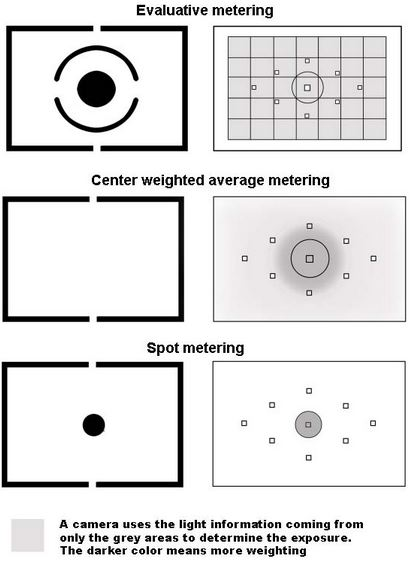 Evaluative metering
Center weighted average metering
Spot metering
A camera uses the light information coming from
only the grey areas to determine the exposure.
The darker color means more weighting